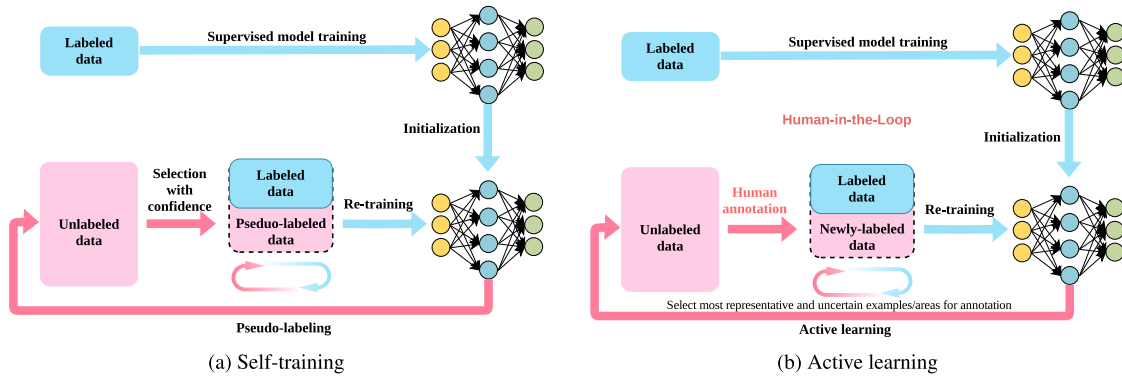 Labeled
data
Supervised model training
Initialization
Unlabeled
data
Selection
with
confidence
Labeled
data
Pseduo-labeled
data
Re-training
Pseudo-labeling
(a) Self-training
Labeled
data
Supervised model training
Human-in-the-Loop
Initialization
Unlabeled
data
Human
annotation
Labeled
data
Newly-labeled
data
Re-training
Select most representative and uncertain examples/areas for annotation
Active learning
(b) Active learning